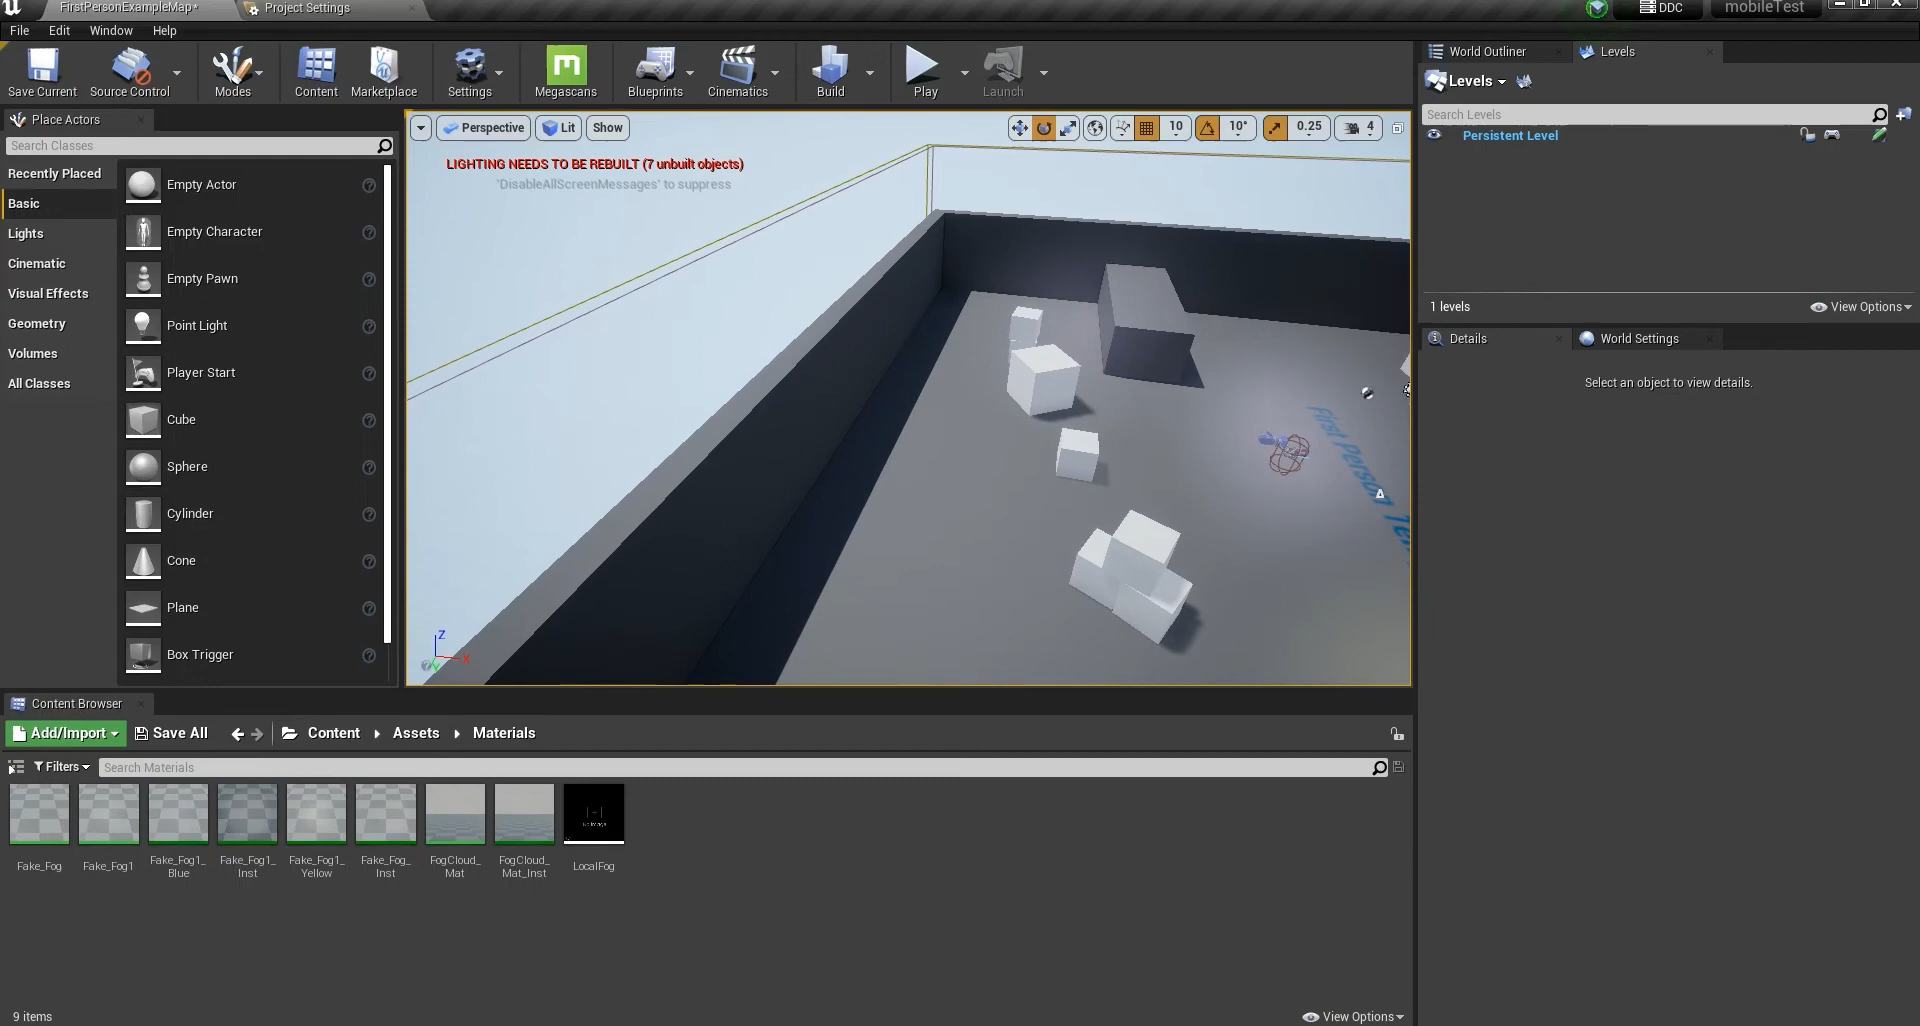 FirstPersonExampleMap*
Project Settings
DDC
mobileTest
File Edit Window Help
Save Current
Source Control
Modes
Content
Marketplace
Settings
Megascans
Blueprints
Cinematics
Build
Play
Launch
World Outliner
Levels
Levels
Search Levels
Persistent Level
1 levels
View Options
Details
World Settings
Select an object to view details.
Place Actors
Search Classes
Recently Placed
Basic
Lights
Cinematic
Visual Effects
Geometry
Volumes
All Classes
Empty Actor
Empty Character
Empty Pawn
Point Light
Player Start
Cube
Sphere
Cylinder
Cone
Plane
Box Trigger
Perspective
Lit
Show
10
10°
0.25
4
LIGHTING NEEDS TO BE REBUILT (7 unbuilt objects)
'DisableAllScreenMessages' to suppress
First Person Te
Z
X
Y
Content Browser
Add/Import
Save All
Content
Assets
Materials
Filters
Search Materials
Fake_Fog
Fake_Fog1
Fake_Fog1_
Blue
Fake_Fog1_
Inst
Fake_Fog1_
Yellow
Fake_Fog_
Inst
FogCloud_
Mat
FogCloud_
Mat_Inst
LocalFog
9 items
View Options